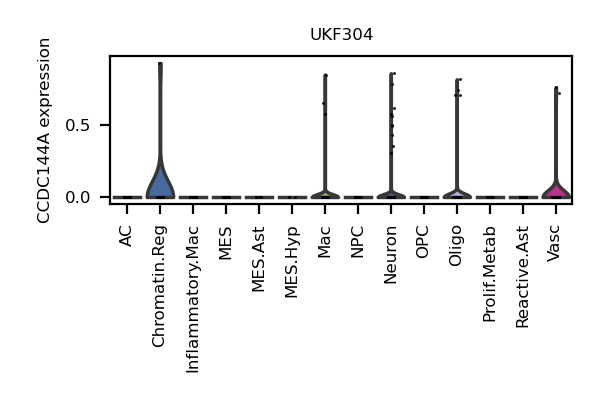 UKF304
CCDC144A expression
0.5
0.0
AC
Chromatin.Reg
Inflammatory.Mac
MES
MES.Ast
MES.Hyp
Mac
NPC
Neuron
OPC
Oligo
Prolif.Metab
Reactive.Ast
Vasc